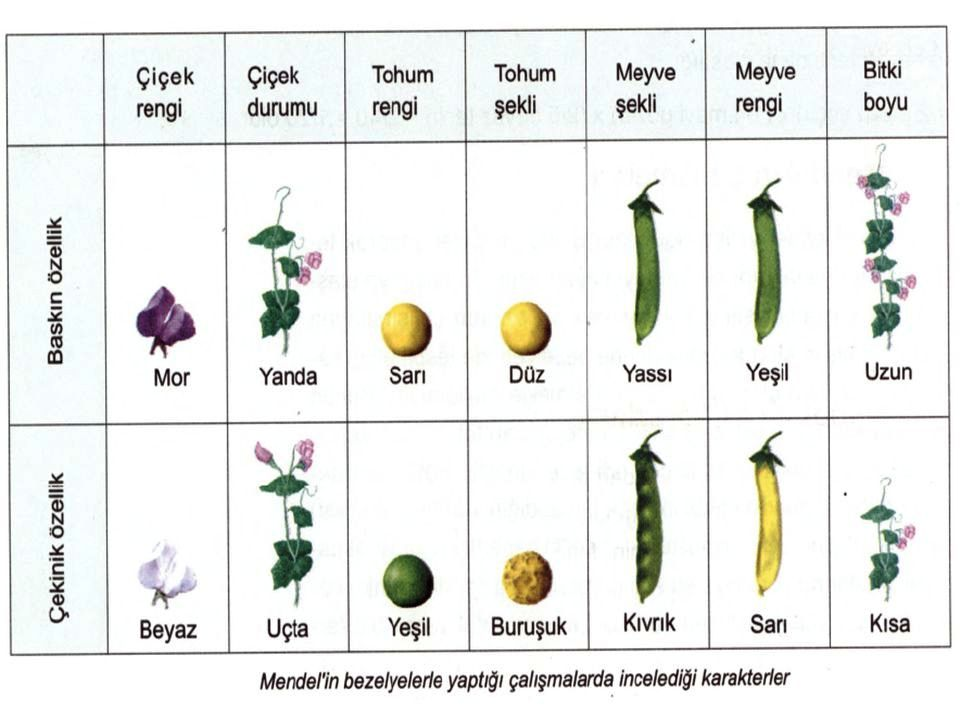 Çiçek rengi
Çiçek durumu
Tohum rengi
Tohum şekli
Meyve şekli
Meyve rengi
Bitki boyu
Baskın özellik
Mor
Yanda
Sarı
Düz
Yassı
Yeşil
Uzun
Çekinik özellik
Beyaz
Uçta
Yeşil
Buruşuk
Kıvrık
Sarı
Kısa
Mendel'in bezelyelerle yaptığı çalışmalarda incelediği karakterler